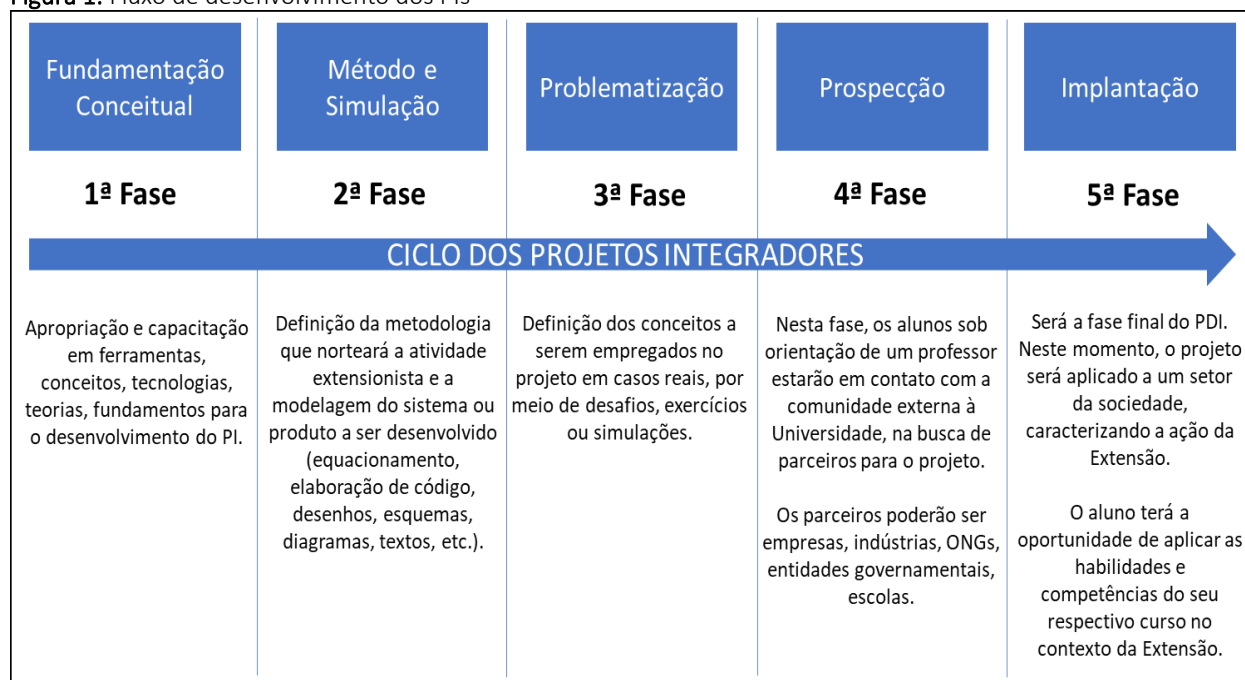 Figura 1. Fluxo de desenvolvimento dos PIs
Fundamentação
Conceitual
Método e
Simulação
Problematização
Prospecção
Implantação
1ª Fase
2ª Fase
3ª Fase
4ª Fase
5ª Fase
CICLO DOS PROJETOS INTEGRADORES
Apropriação e capacitação
em ferramentas,
conceitos, tecnologias,
teorias, fundamentos para
o desenvolvimento do PI.
Definição da metodologia
que norteará a atividade
extensionista e a
modelagem do sistema ou
produto a ser desenvolvido
(equacionamento,
elaboração de código,
desenhos, esquemas,
diagramas, textos, etc.).
Definição dos conceitos a
serem empregados no
projeto em casos reais, por
meio de desafios, exercícios
ou simulações.
Nesta fase, os alunos sob
orientação de um professor
estarão em contato com a
comunidade externa à
Universidade, na busca de
parceiros para o projeto.
Os parceiros poderão ser
empresas, indústrias, ONGs,
entidades governamentais,
escolas.
Será a fase final do PDI.
Neste momento, o projeto
será aplicado a um setor
da sociedade,
caracterizando a ação da
Extensão.
O aluno terá a
oportunidade de aplicar as
habilidades e
competências do seu
respectivo curso no
contexto da Extensão.